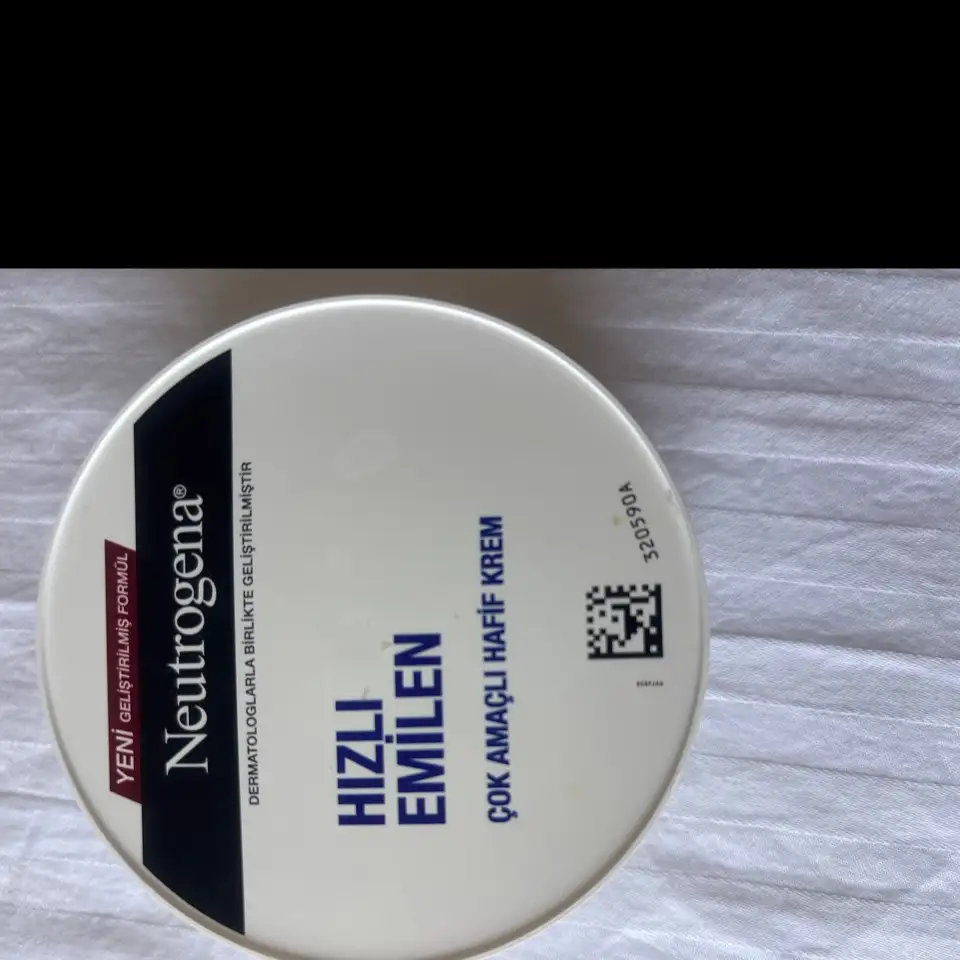 YENİ GELİŞTİRİLMİŞ FORMÜL
Neutrogena®
DERMATOLOGLARLA BİRLİKTE GELİŞTİRİLMİŞTİR
HIZLI
EMİLEN
ÇOK AMAÇLI HAFİF KREM
320590A